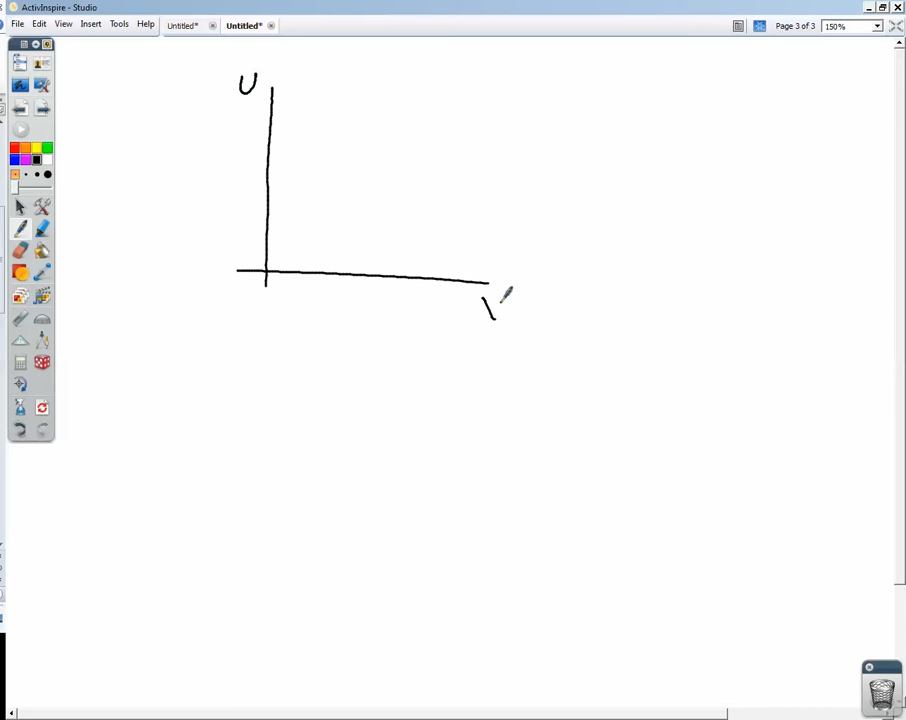 ActivInspire - Studio
File Edit View Insert Tools Help Untitled* Untitled* Page 3 of 3 150%
U